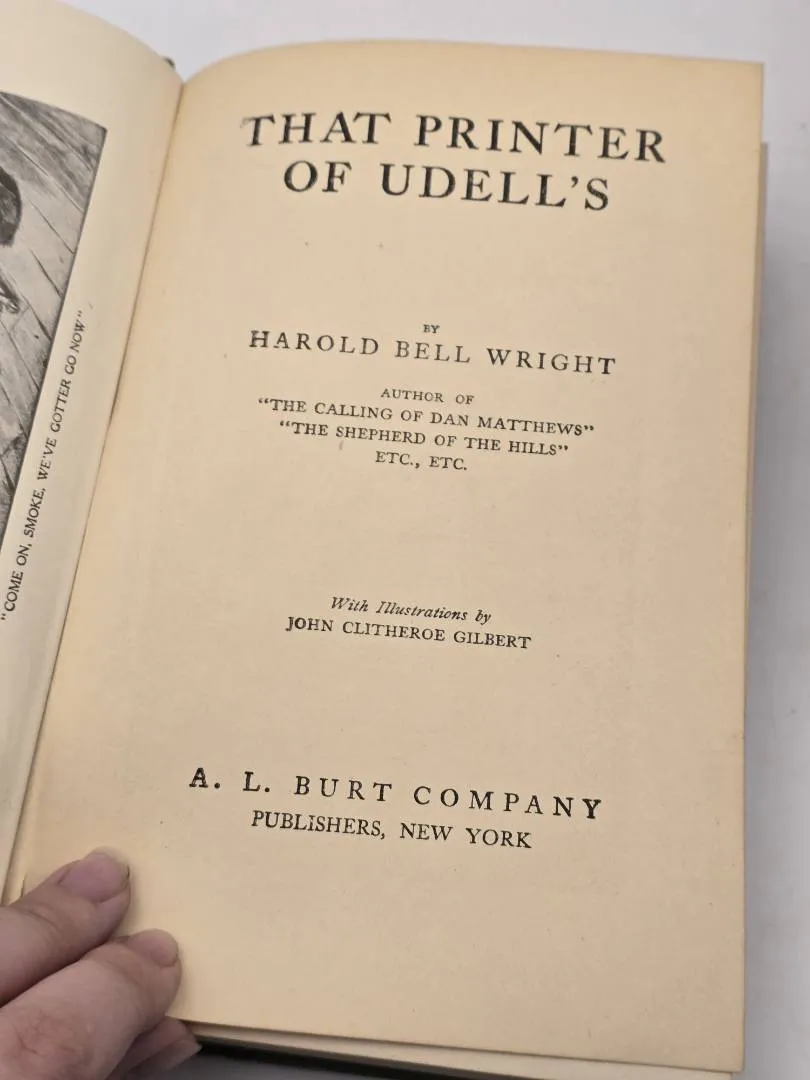 "COME ON, SMOKE, WE'VE GOTTER GO NOW"
THAT PRINTER
OF UDELL'S
BY
HAROLD BELL WRIGHT
AUTHOR OF
"THE CALLING OF DAN MATTHEWS"
"THE SHEPHERD OF THE HILLS"
ETC., ETC.
With Illustrations by
JOHN CLITHEROE GILBERT
A. L. BURT COMPANY
PUBLISHERS, NEW YORK